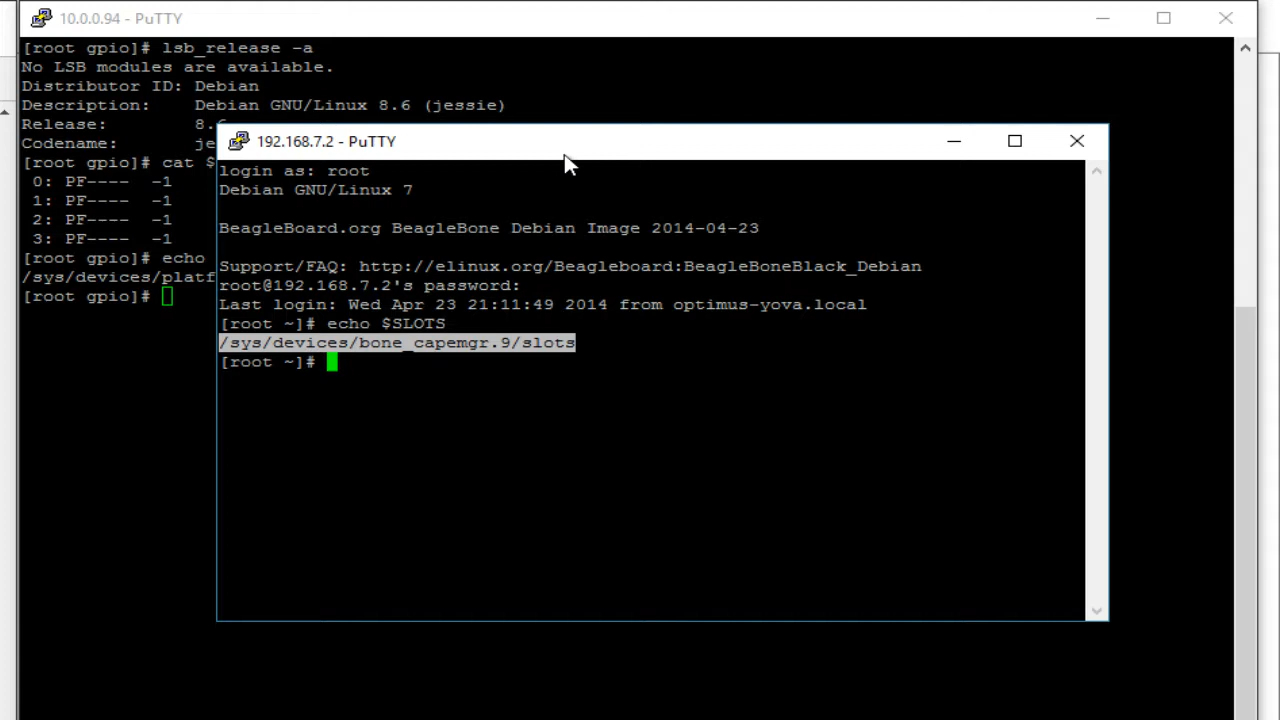 10.0.0.94 - PuTTY
[root gpio]# lsb_release -a
No LSB modules are available.
Distributor ID: Debian
Description:    Debian GNU/Linux 8.6 (jessie)
Release:        8.
Codename:       je
[root gpio]# cat $
0: PF----  -1
1: PF----  -1
2: PF----  -1
3: PF----  -1
[root gpio]# echo
/sys/devices/platf
[root gpio]#
192.168.7.2 - PuTTY
login as: root
Debian GNU/Linux 7
BeagleBoard.org BeagleBone Debian Image 2014-04-23
Support/FAQ: http://elinux.org/Beagleboard:BeagleBoneBlack_Debian
root@192.168.7.2's password:
Last login: Wed Apr 23 21:11:49 2014 from optimus-yova.local
[root ~]# echo $SLOTS
/sys/devices/bone_capemgr.9/slots
[root ~]#